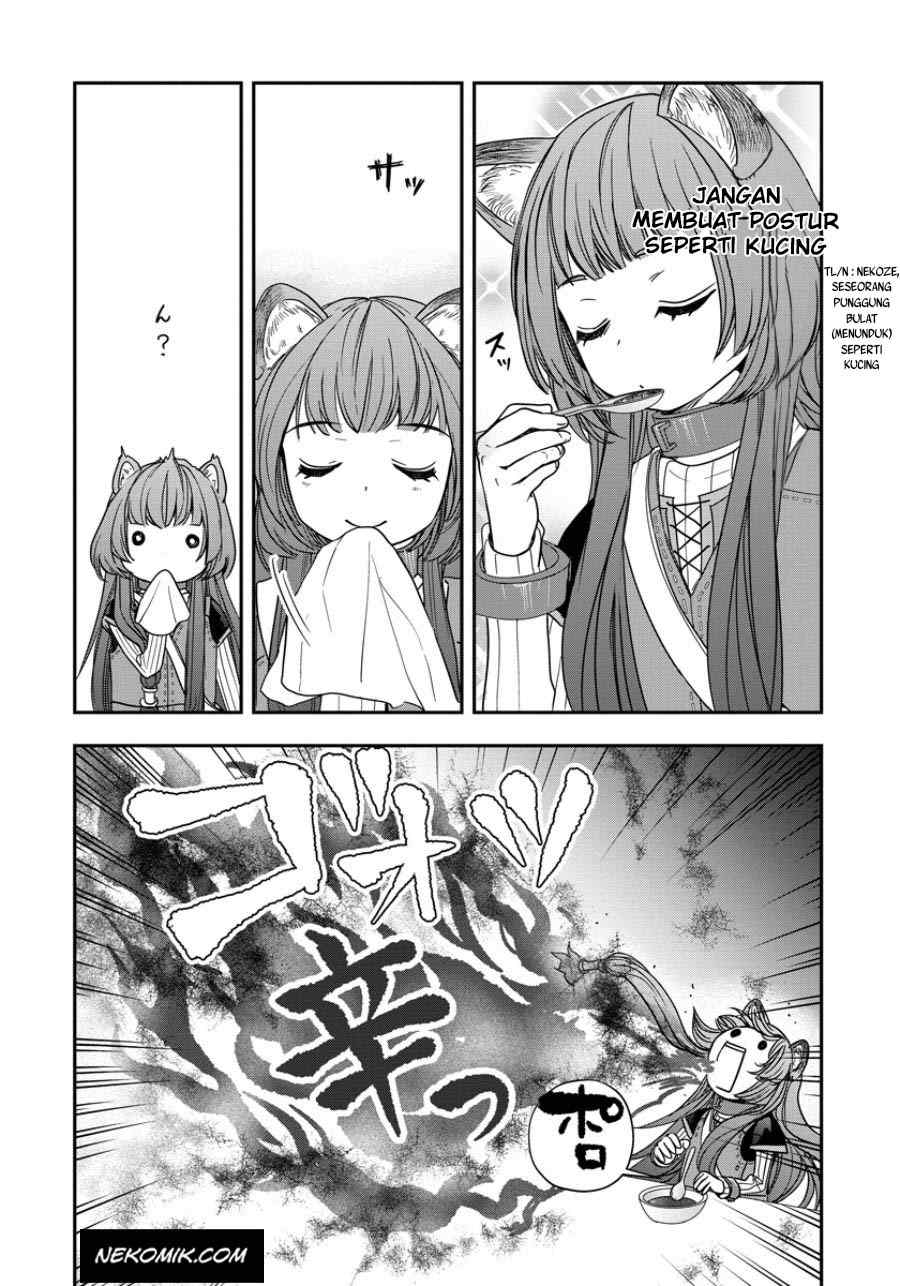 JANGAN
MEMBUAT POSTUR
SEPERTI KUCING
TL/N : NEKOZE,
SESEORANG
PUNGGUNG
BULAT
(MENUNDUK)
SEPERTI
KUCING
スッ
サッ
ん?
ゴオッ
辛っ
ポロ
NEKOMIK.COM